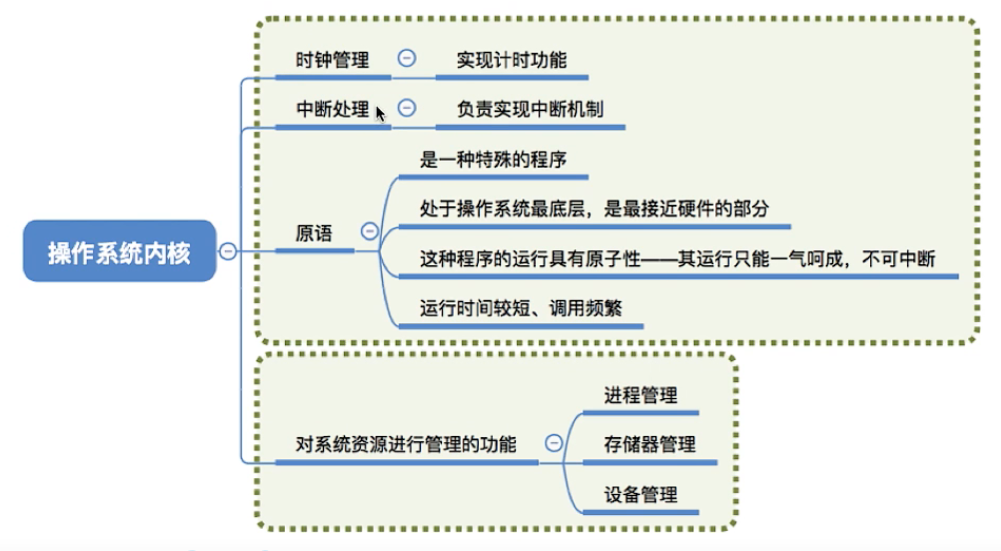 操作系统内核
时钟管理
实现计时功能
中断处理
负责实现中断机制
原语
是一种特殊的程序
处于操作系统最底层，是最接近硬件的部分
这种程序的运行具有原子性——其运行只能一气呵成，不可中断
运行时间较短、调用频繁
对系统资源进行管理的功能
进程管理
存储器管理
设备管理